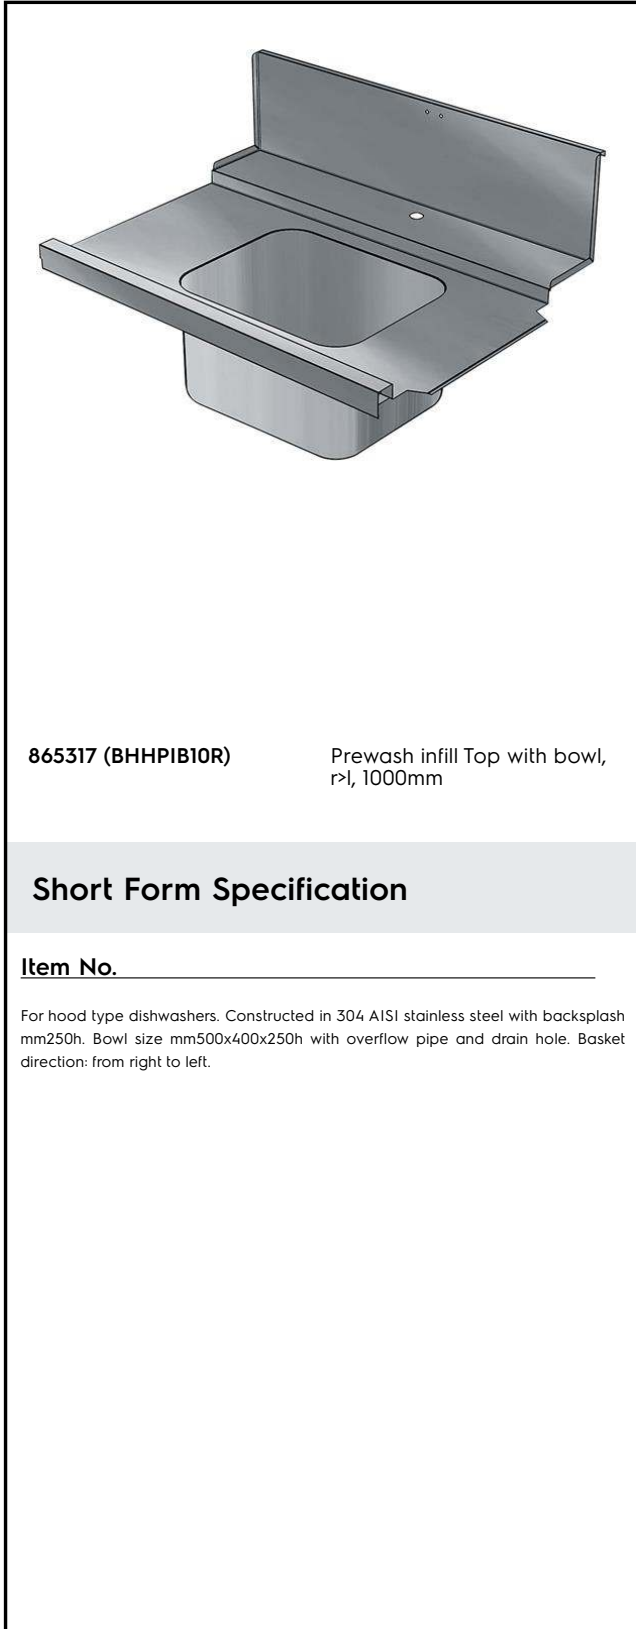 865317 (BHHPIB10R)
Prewash infill Top with bowl,
r>l, 1000mm
Short Form Specification
Item No.
For hood type dishwashers. Constructed in 304 AISI stainless steel with backsplash
mm250h. Bowl size mm500x400x250h with overflow pipe and drain hole. Basket
direction: from right to left.